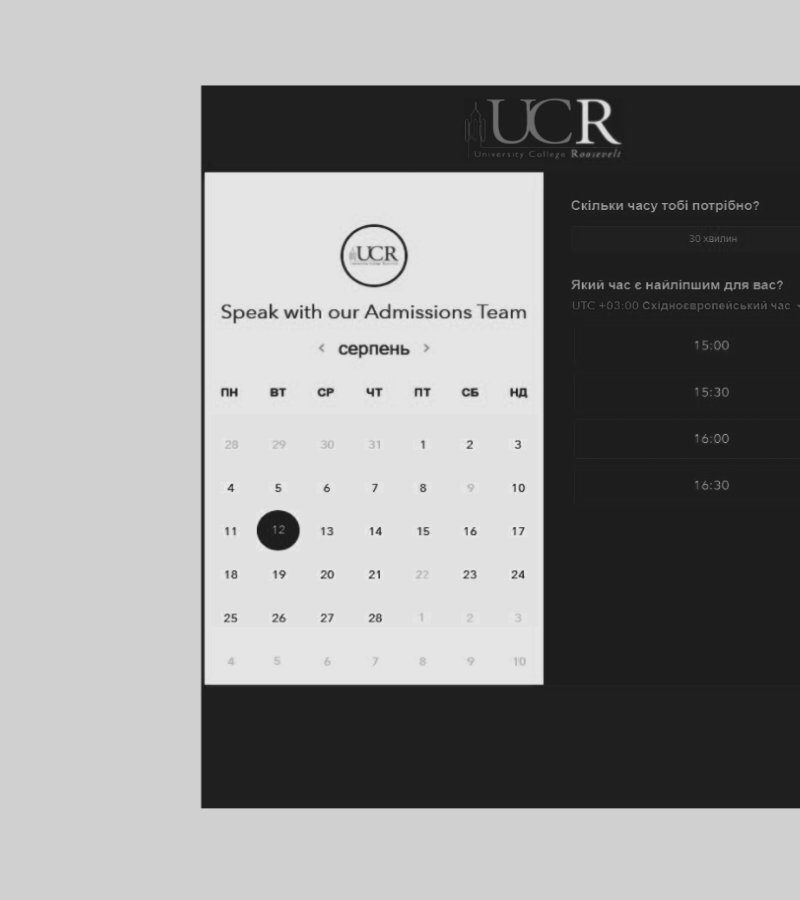 UCR
University College Roosevelt
UCR
Speak with our Admissions Team
< серпень >
ПН ВТ СР ЧТ ПТ СБ НД
28 29 30 31 1 2 3
4 5 6 7 8 9 10
11 12 13 14 15 16 17
18 19 20 21 22 23 24
25 26 27 28 1 2 3
4 5 6 7 8 9 10
Скільки часу тобі потрібно?
30 хвилин
Який час є найліпшим для вас?
UTC +03:00 Східноєвропейський час
15:00
15:30
16:00
16:30